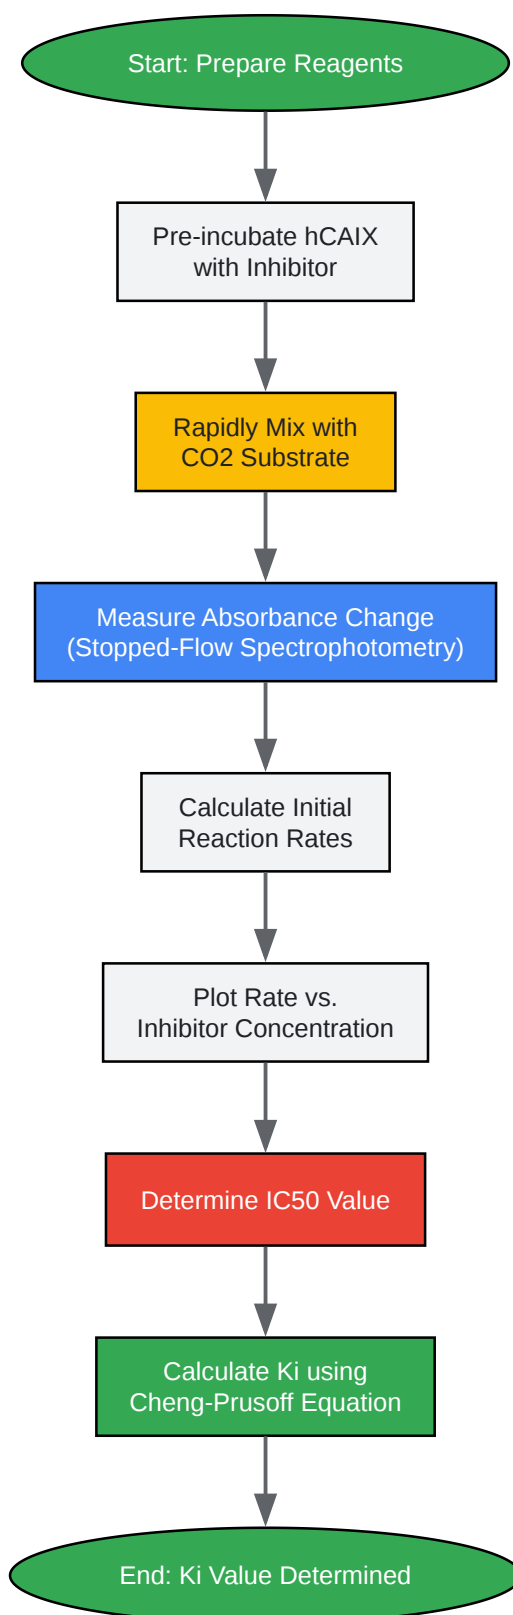 Start: Prepare Reagents
Pre-incubate hCAIX
with Inhibitor
Rapidly Mix with
CO2 Substrate
Measure Absorbance Change
(Stopped-Flow Spectrophotometry)
Calculate Initial
Reaction Rates
Plot Rate vs.
Inhibitor Concentration
Determine IC50 Value
Calculate Ki using
Cheng-Prusoff Equation
End: Ki Value Determined